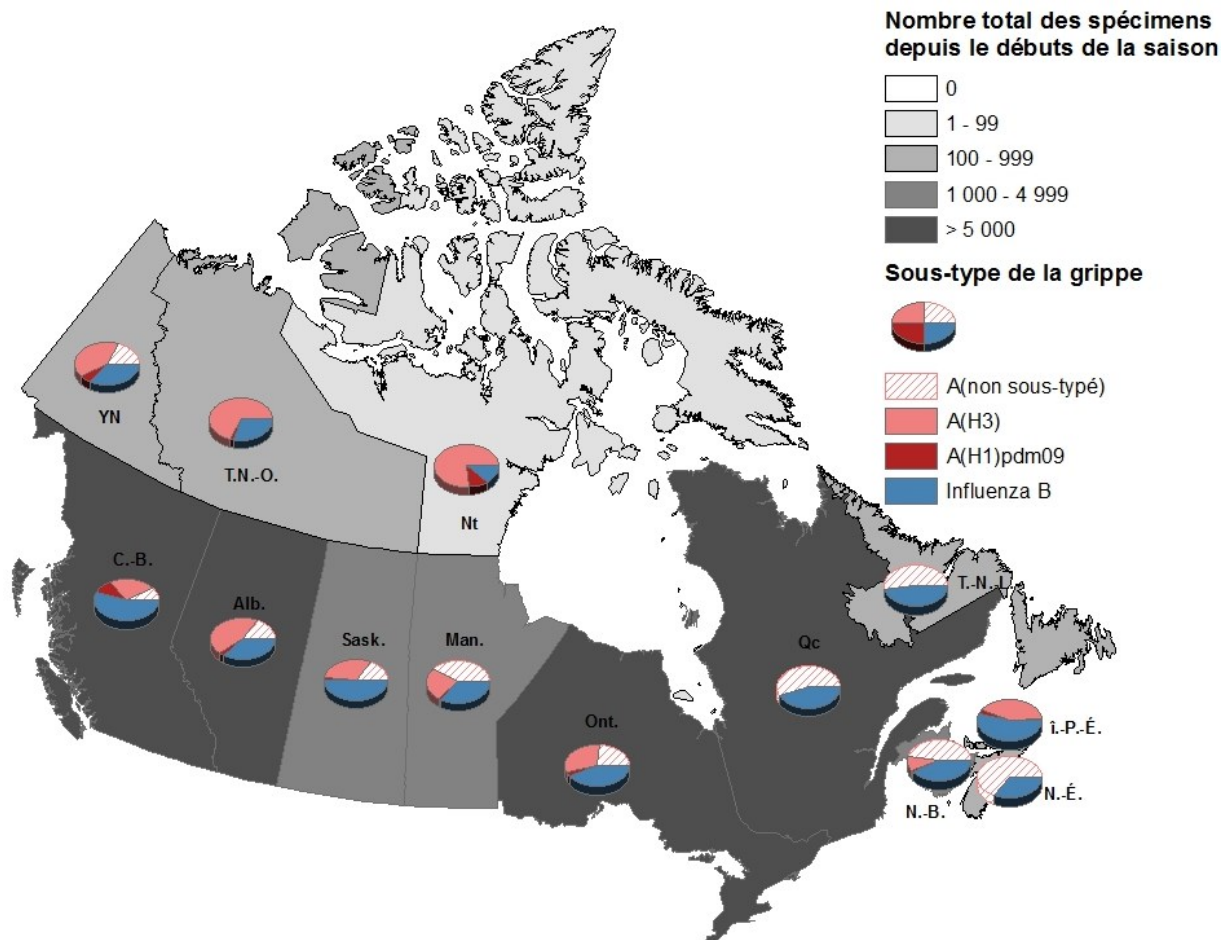 Nombre total des spécimens
depuis le débuts de la saison
0
1 - 99
100 - 999
1 000 - 4 999
> 5 000
Sous-type de la grippe
A(non sous-typé)
A(H3)
A(H1)pdm09
Influenza B
YN
T.N.-O.
Nt
C.-B.
Alb.
Sask.
Man.
Ont.
Qc
T.-N.-L.
î.-P.-É.
N.-B.
N.-É.